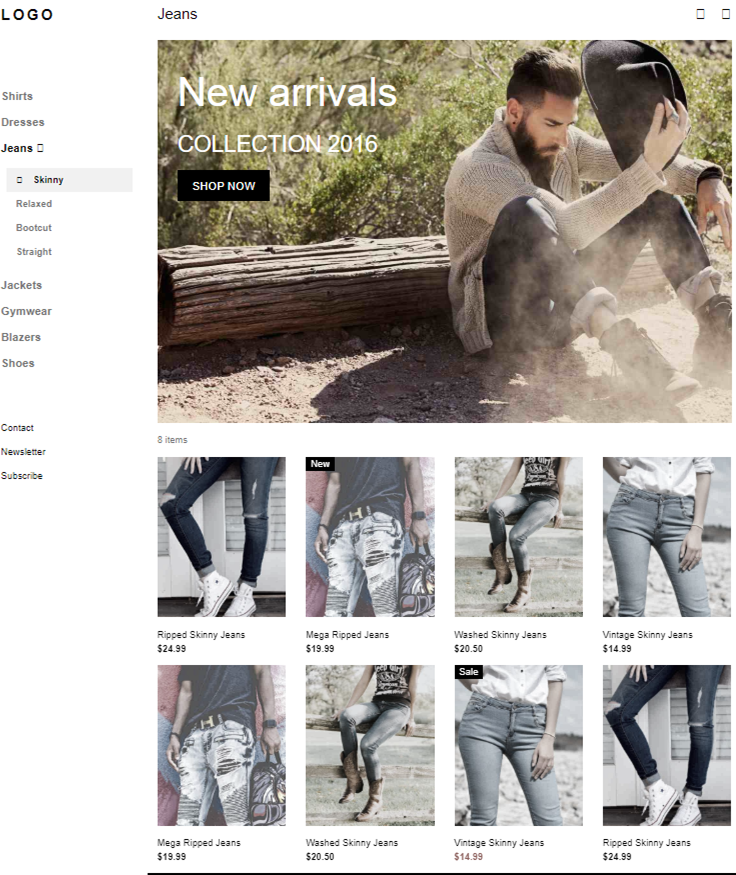 LOGO
Shirts
Dresses
Jeans
Skinny
Relaxed
Bootcut
Straight
Jackets
Gymwear
Blazers
Shoes
Contact
Newsletter
Subscribe
Jeans
New arrivals
COLLECTION 2016
SHOP NOW
8 items
Ripped Skinny Jeans
$24.99
New
Mega Ripped Jeans
$19.99
Washed Skinny Jeans
$20.50
Vintage Skinny Jeans
$14.99
Mega Ripped Jeans
$19.99
Washed Skinny Jeans
$20.50
Sale
Vintage Skinny Jeans
$14.99
Ripped Skinny Jeans
$24.99